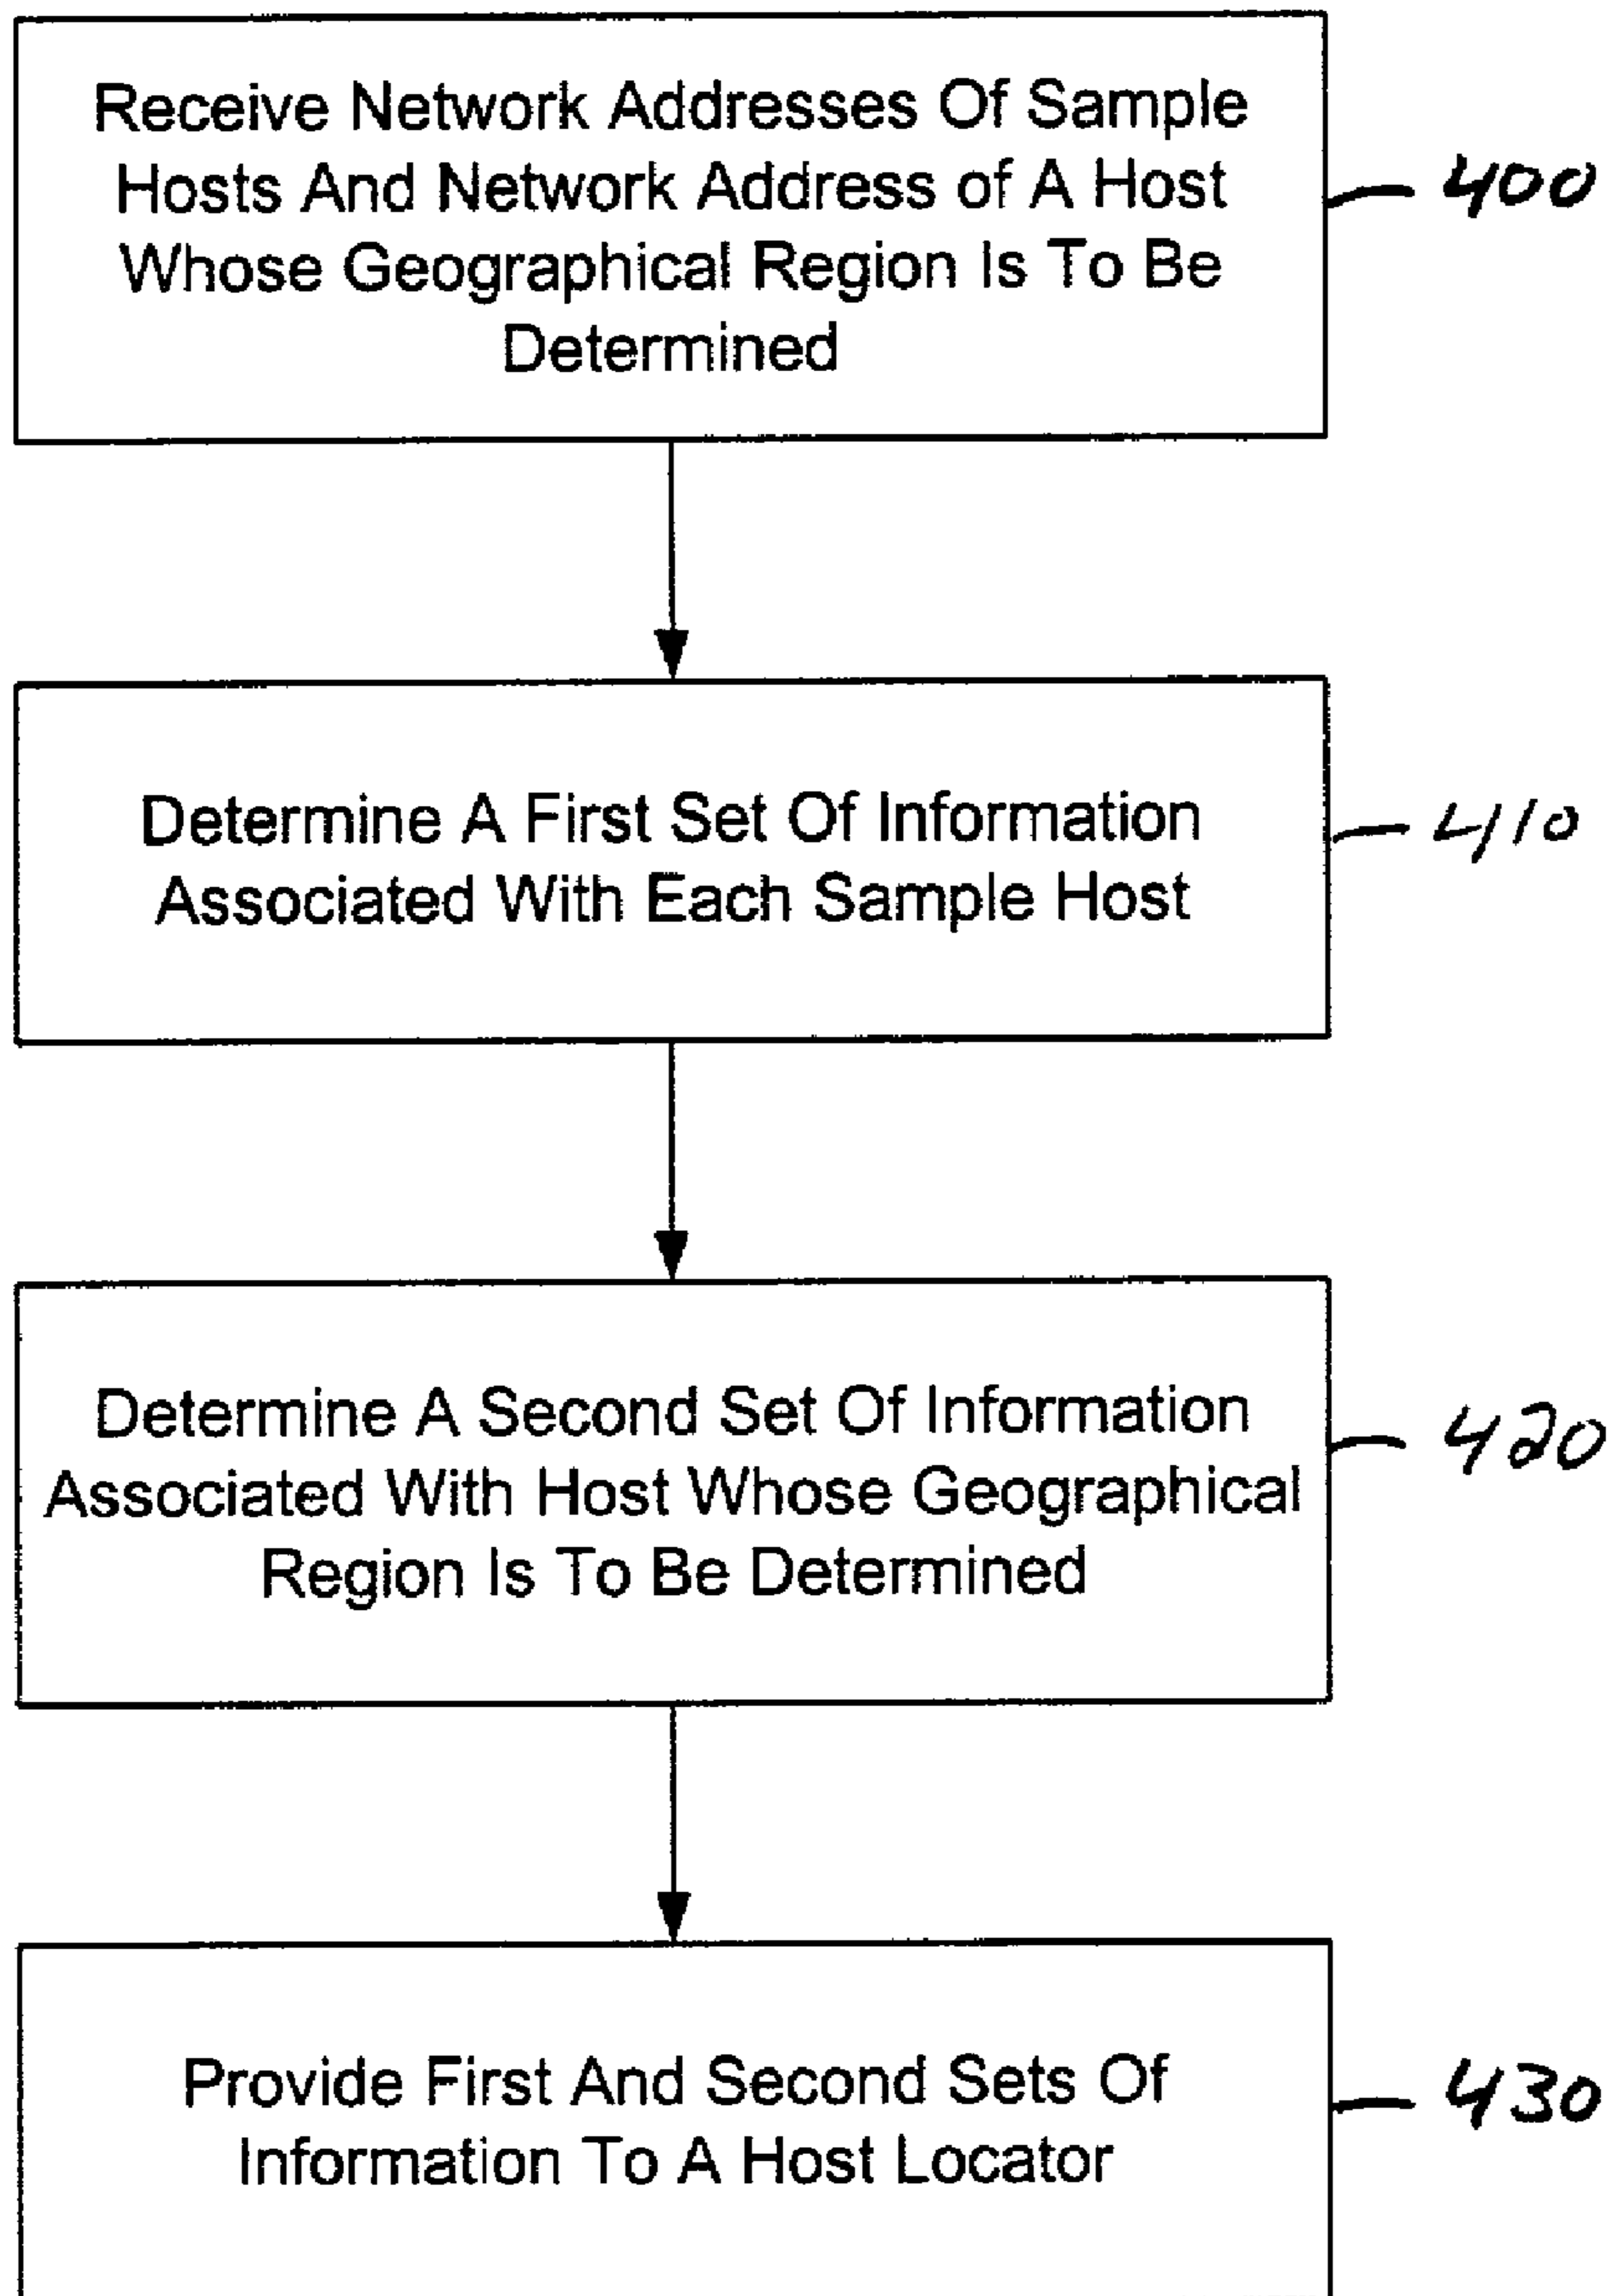 Receive Network Addresses Of Sample
Hosts And Network Address of A Host
Whose Geographical Region Is To Be
Determined
400
Determine A First Set Of Information
Associated With Each Sample Host
410
Determine A Second Set Of Information
Associated With Host Whose Geographical
Region Is To Be Determined
420
Provide First And Second Sets Of
Information To A Host Locator
430